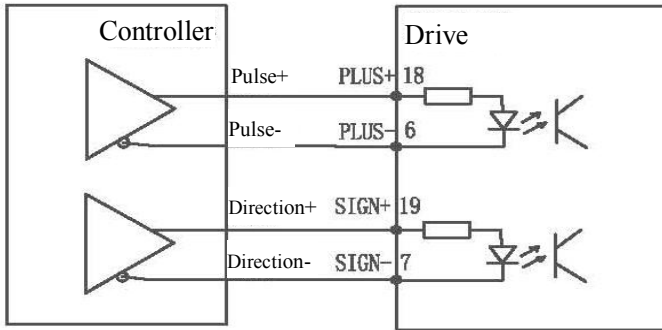 Controller
Drive
Pulse+ PLUS+ 18
Pulse- PLUS- 6
Direction+ SIGN+ 19
Direction- SIGN- 7